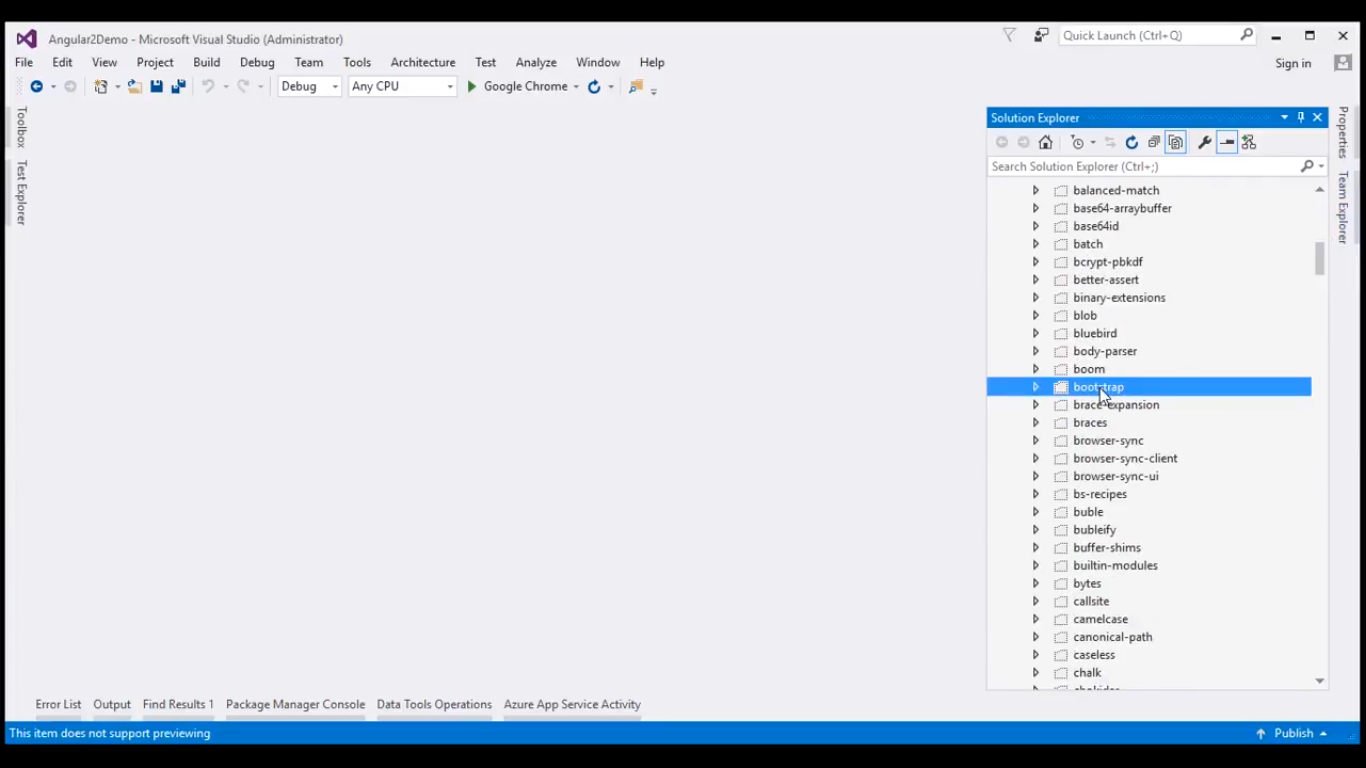 Angular2Demo - Microsoft Visual Studio (Administrator)
Quick Launch (Ctrl+Q)
File Edit View Project Build Debug Team Tools Architecture Test Analyze Window Help
Sign in
Debug Any CPU Google Chrome
Toolbox
Test Explorer
Solution Explorer
Search Solution Explorer (Ctrl+;)
balanced-match
base64-arraybuffer
base64id
batch
bcrypt-pbkdf
better-assert
binary-extensions
blob
bluebird
body-parser
boom
bootstrap
brace-expansion
braces
browser-sync
browser-sync-client
browser-sync-ui
bs-recipes
buble
bubleify
buffer-shims
builtin-modules
bytes
callsite
camelcase
canonical-path
caseless
chalk
Properties
Team Explorer
Error List Output Find Results 1 Package Manager Console Data Tools Operations Azure App Service Activity
This item does not support previewing
Publish